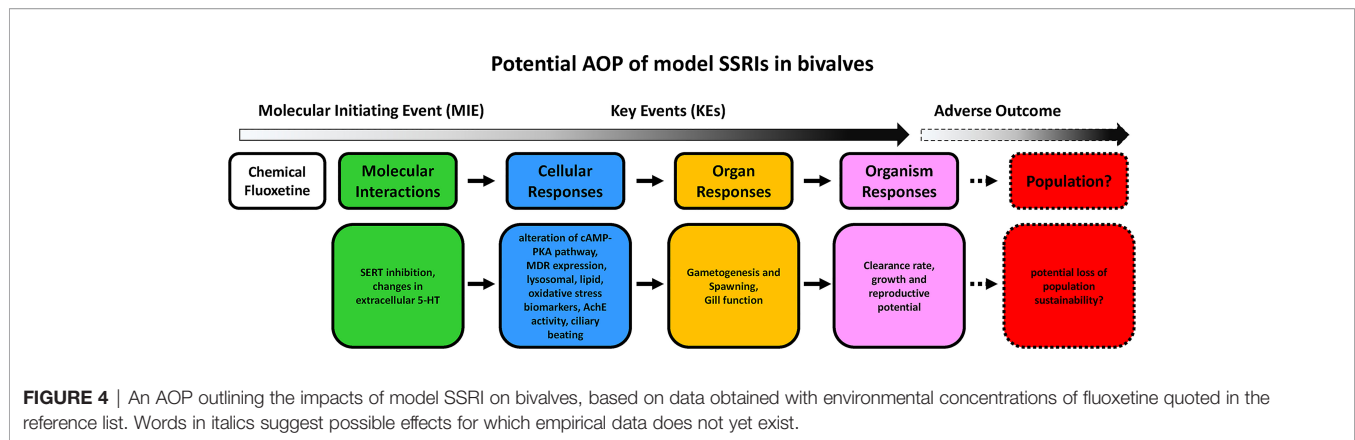 Potential AOP of model SSRIs in bivalves
Molecular Initiating Event (MIE)
Key Events (KEs)
Adverse Outcome
Chemical
Fluoxetine
Molecular
Interactions
Cellular
Responses
Organ
Responses
Organism
Responses
Population?
SERT inhibition,
changes in
extracellular 5-HT
alteration of cAMP-
PKA pathway,
MDR expression,
lysosomal, lipid,
oxidative stress
biomarkers, AchE
activity, ciliary
beating
Gametogenesis and
Spawning,
Gill function
Clearance rate,
growth and
reproductive
potential
potential loss of
population
sustainability?
FIGURE 4 | An AOP outlining the impacts of model SSRI on bivalves, based on data obtained with environmental concentrations of fluoxetine quoted in the
reference list. Words in italics suggest possible effects for which empirical data does not yet exist.